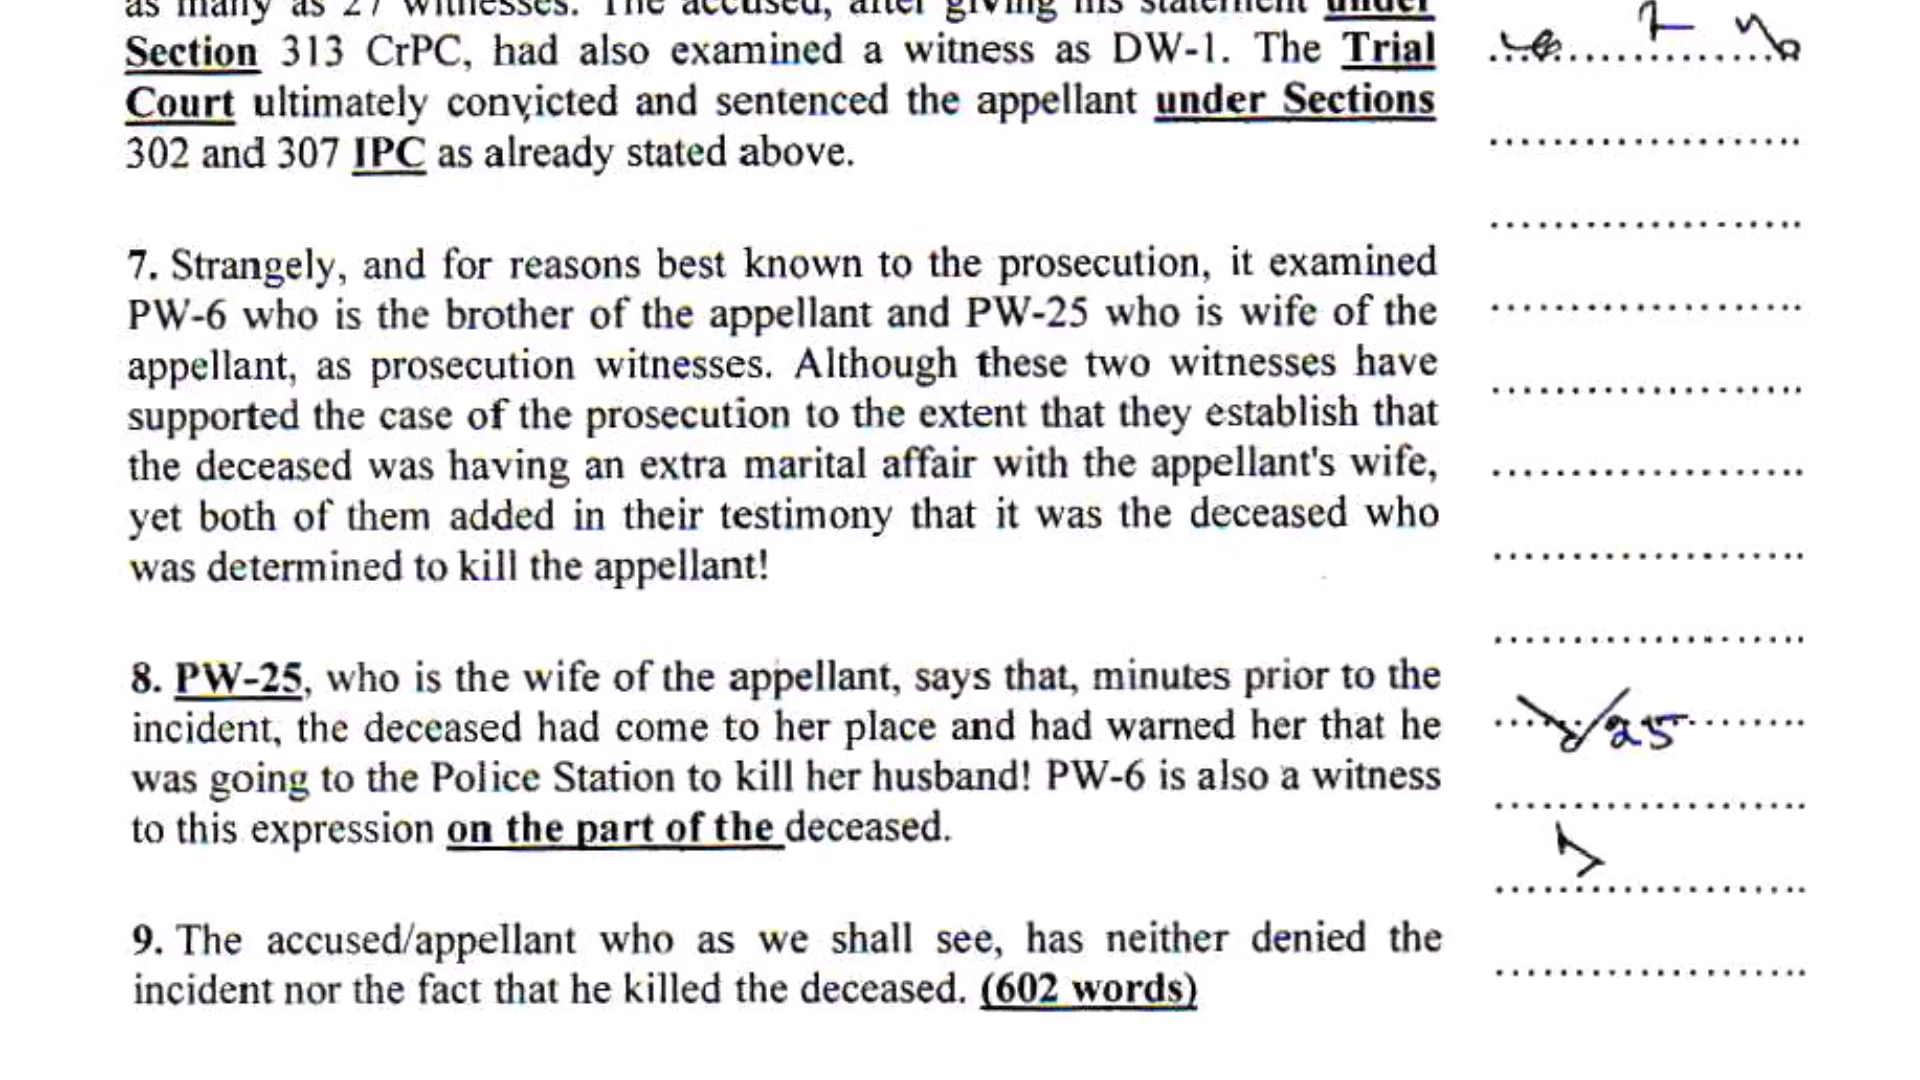 as many as 27 witnesses. The accused, after giving his statement under
Section 313 CrPC, had also examined a witness as DW-1. The Trial
Court ultimately convicted and sentenced the appellant under Sections
302 and 307 IPC as already stated above.
7. Strangely, and for reasons best known to the prosecution, it examined
PW-6 who is the brother of the appellant and PW-25 who is wife of the
appellant, as prosecution witnesses. Although these two witnesses have
supported the case of the prosecution to the extent that they establish that
the deceased was having an extra marital affair with the appellant's wife,
yet both of them added in their testimony that it was the deceased who
was determined to kill the appellant!
8. PW-25, who is the wife of the appellant, says that, minutes prior to the
incident, the deceased had come to her place and had warned her that he
was going to the Police Station to kill her husband! PW-6 is also a witness
to this expression on the part of the deceased.
9. The accused/appellant who as we shall see, has neither denied the
incident nor the fact that he killed the deceased. (602 words)
25